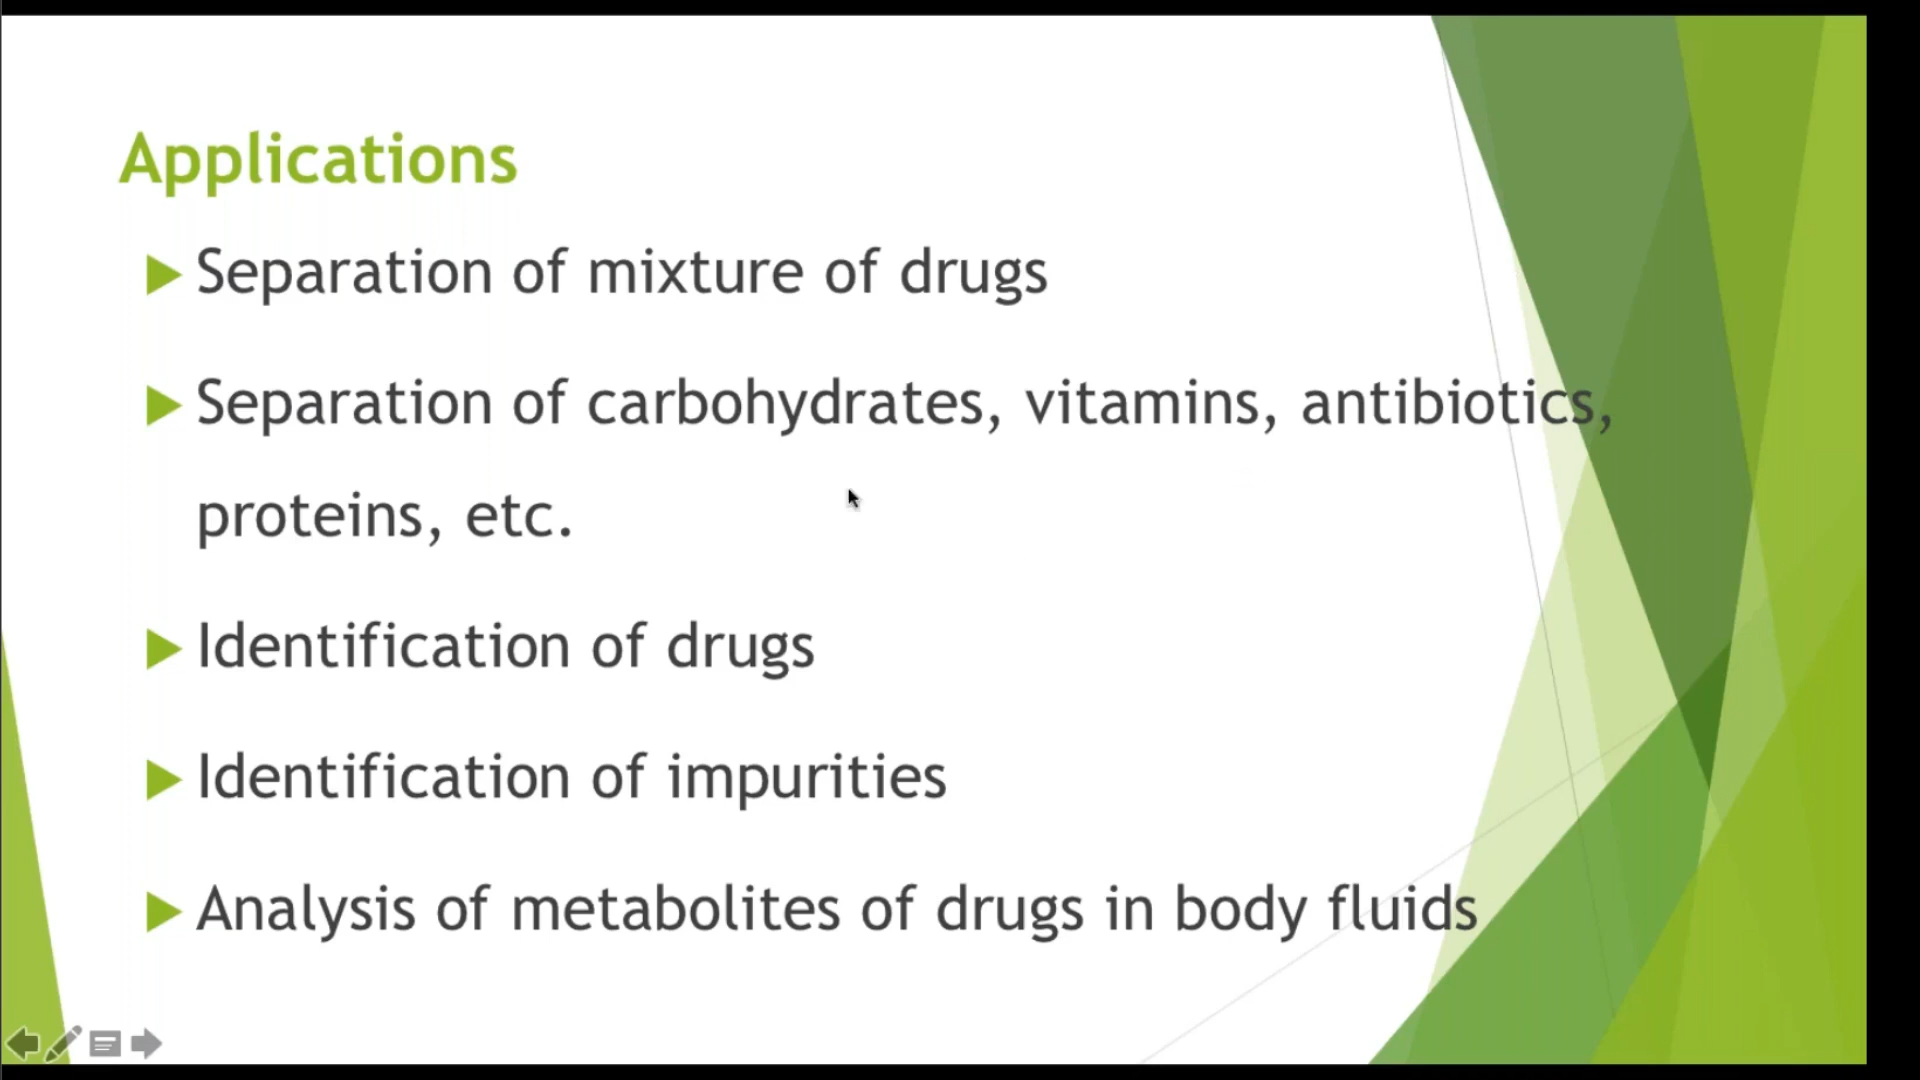 Applications
Separation of mixture of drugs
Separation of carbohydrates, vitamins, antibiotics,
proteins, etc.
Identification of drugs
Identification of impurities
Analysis of metabolites of drugs in body fluids